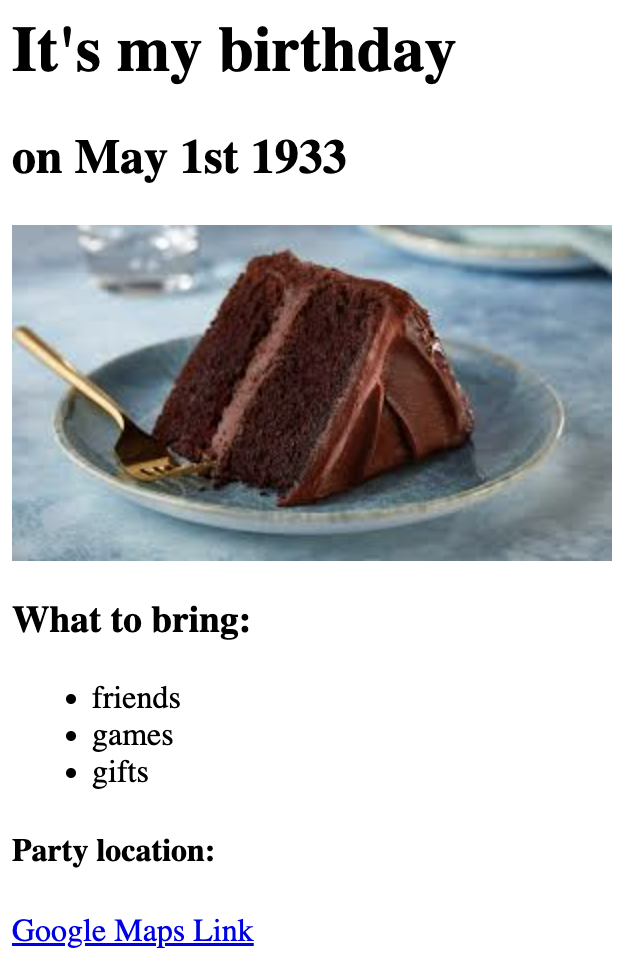 It's my birthday
on May 1st 1933
What to bring:
friends
games
gifts
Party location:
Google Maps Link